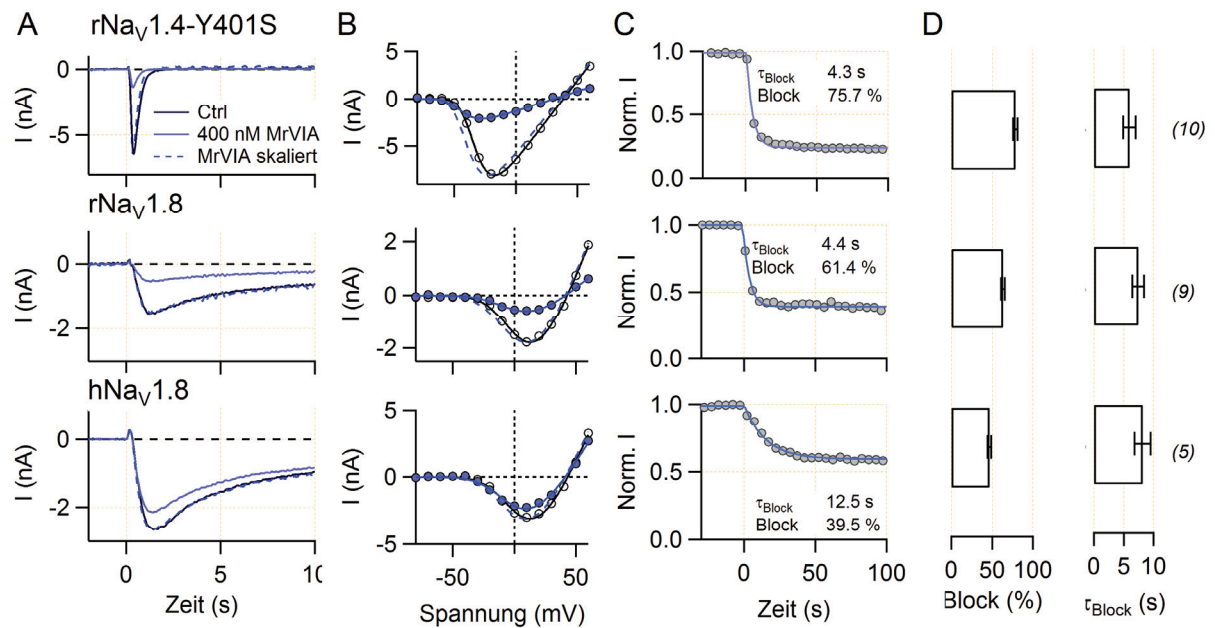 A
rNaV1.4-Y401S
I (nA)
0
-5
Ctrl
400 nM MrVIA
MrVIA skaliert
rNaV1.8
I (nA)
0
-2
hNaV1.8
I (nA)
0
-2
0
5
10
Zeit (s)
B
I (nA)
5
0
-5
I (nA)
2
0
-2
I (nA)
5
0
-5
-50
50
Spannung (mV)
C
Norm. I
1.0
0.5
1.0
τBlock 4.3 s
Block 75.7 %
Norm. I
1.0
0.5
0.0
τBlock 4.4 s
Block 61.4 %
Norm. I
1.0
0.5
0.0
τBlock 12.5 s
Block 39.5 %
0
50
100
Zeit (s)
D
(10)
(9)
(5)
0 50 100
Block (%)
0 5 10
τBlock (s)